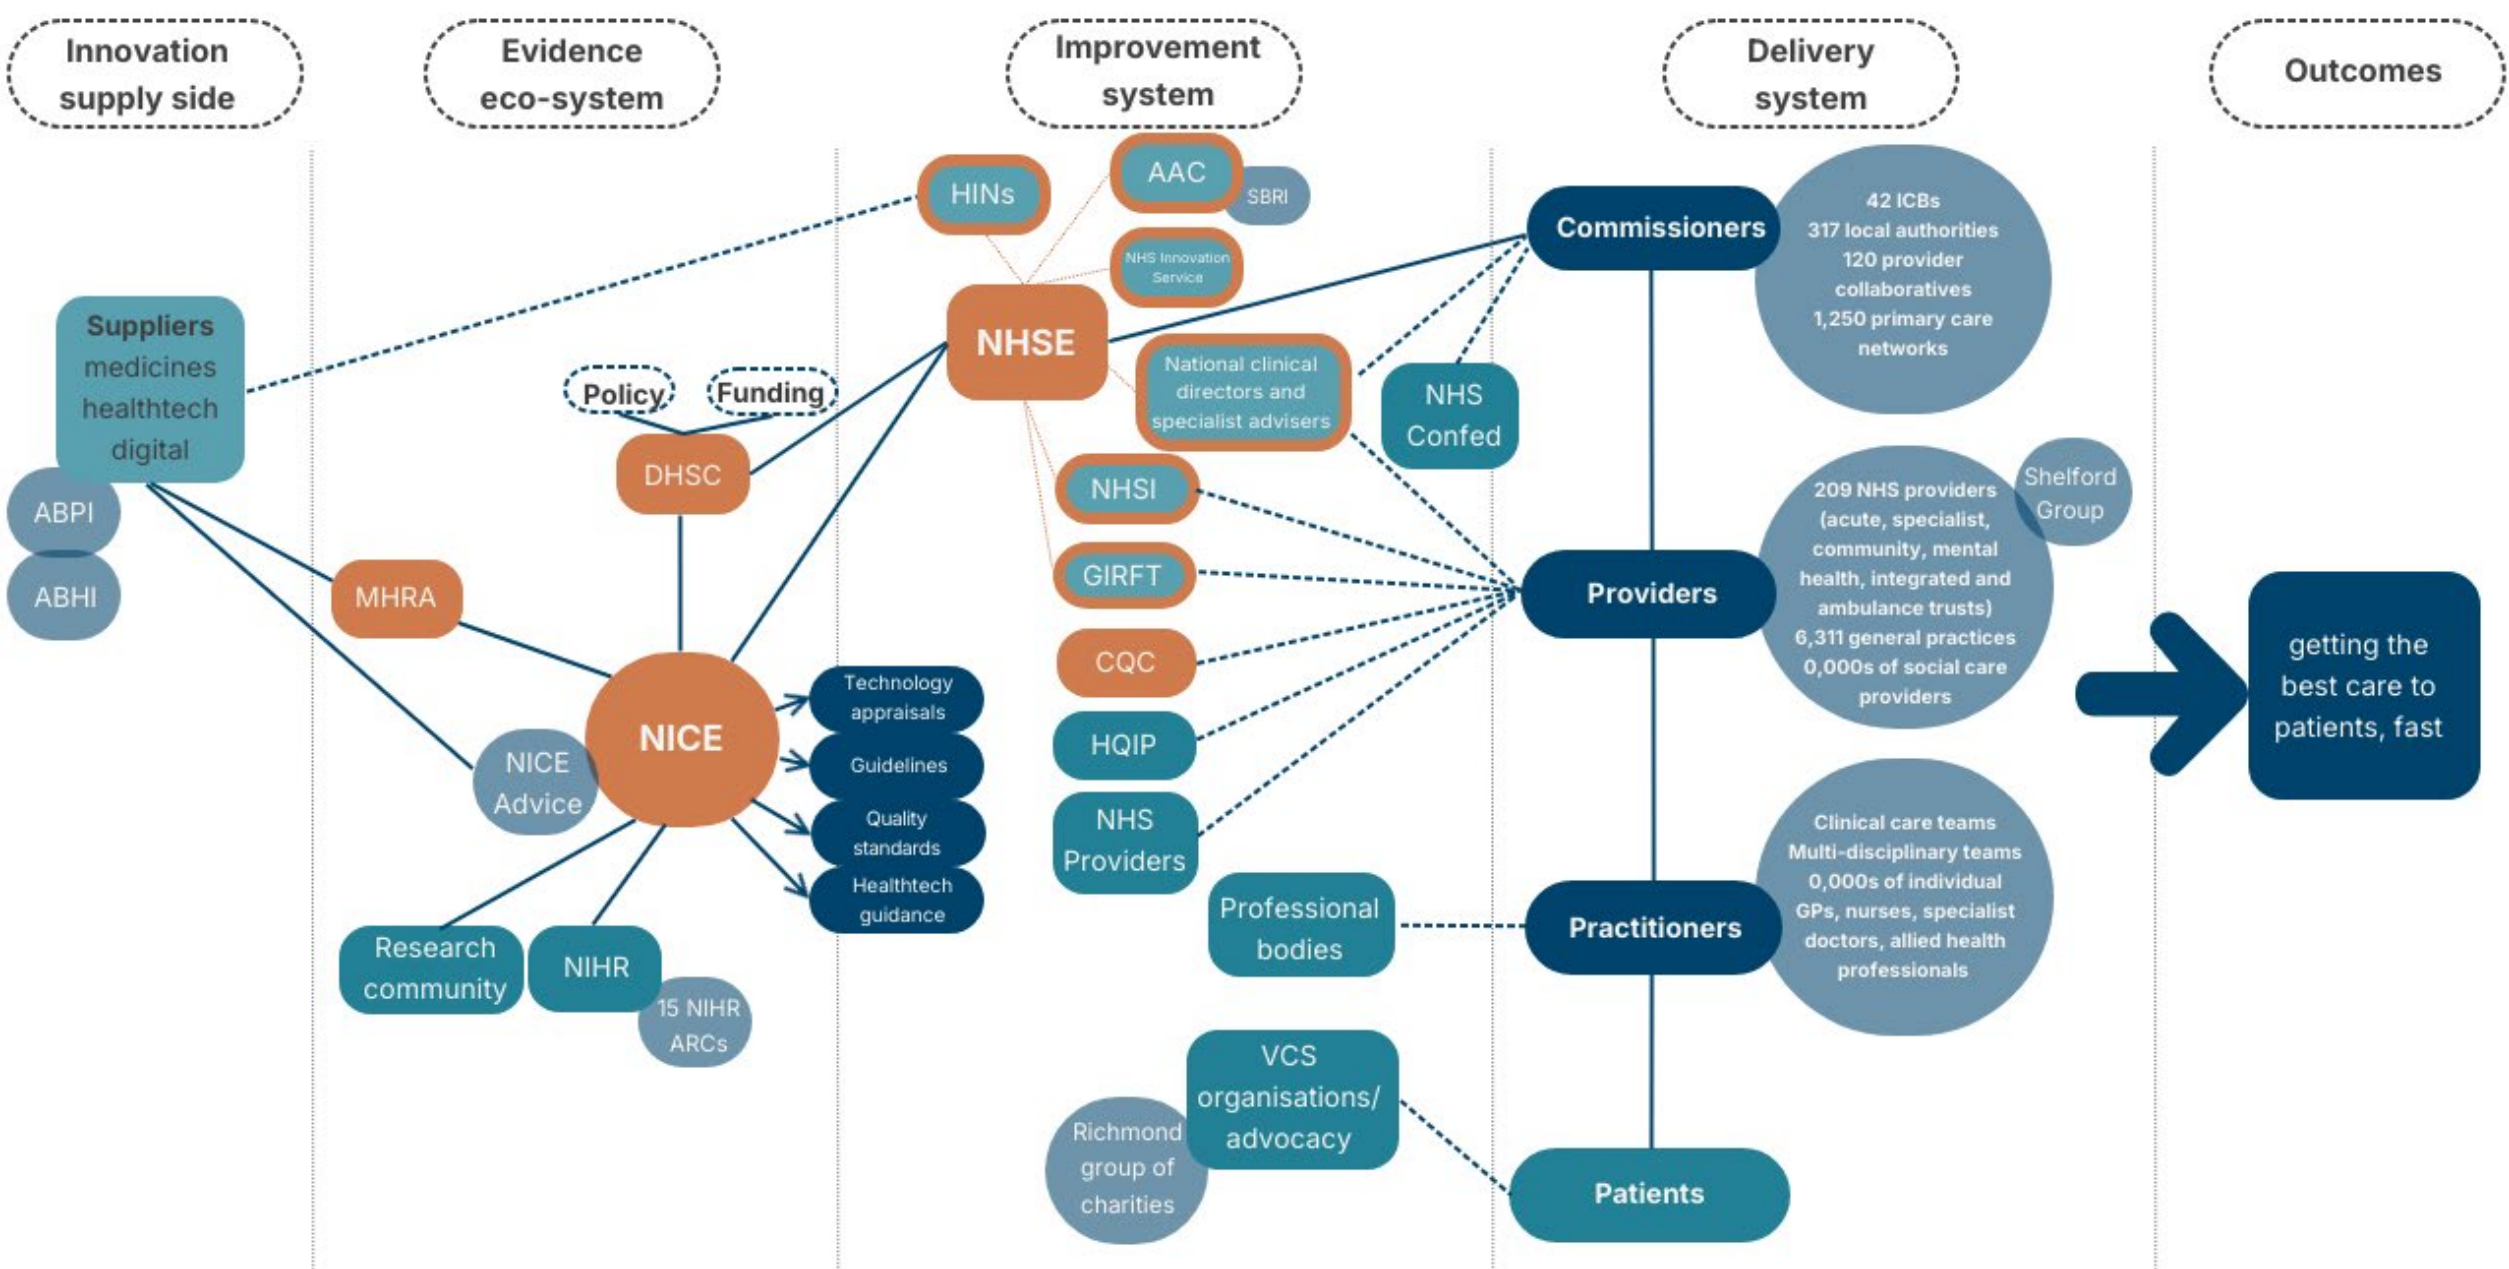 Innovation
supply side
Evidence
eco-system
Improvement
system
Delivery
system
Outcomes
Suppliers
medicines
healthtech
digital
ABPI
ABHI
Policy
Funding
DHSC
MHRA
NICE
NICE
Advice
Technology
appraisals
Guidelines
Quality
standards
Healthtech
guidance
Research
community
NIHR
15 NIHR
ARCs
HINs
AAC
SBRI
NHS Innovation
Service
NHSE
National clinical
directors and
specialist advisers
NHS
Confed
NHSI
GIRFT
CQC
HQIP
NHS
Providers
Professional
bodies
VCS
organisations/
advocacy
Richmond
group of
charities
Commissioners
42 ICBs
317 local authorities
120 provider
collaboratives
1,250 primary care
networks
Providers
209 NHS providers
(acute, specialist,
community, mental
health, integrated and
ambulance trusts)
6,311 general practices
0,000s of social care
providers
Shelford
Group
Practitioners
Clinical care teams
Multi-disciplinary teams
0,000s of individual
GPs, nurses, specialist
doctors, allied health
professionals
Patients
getting the
best care to
patients, fast